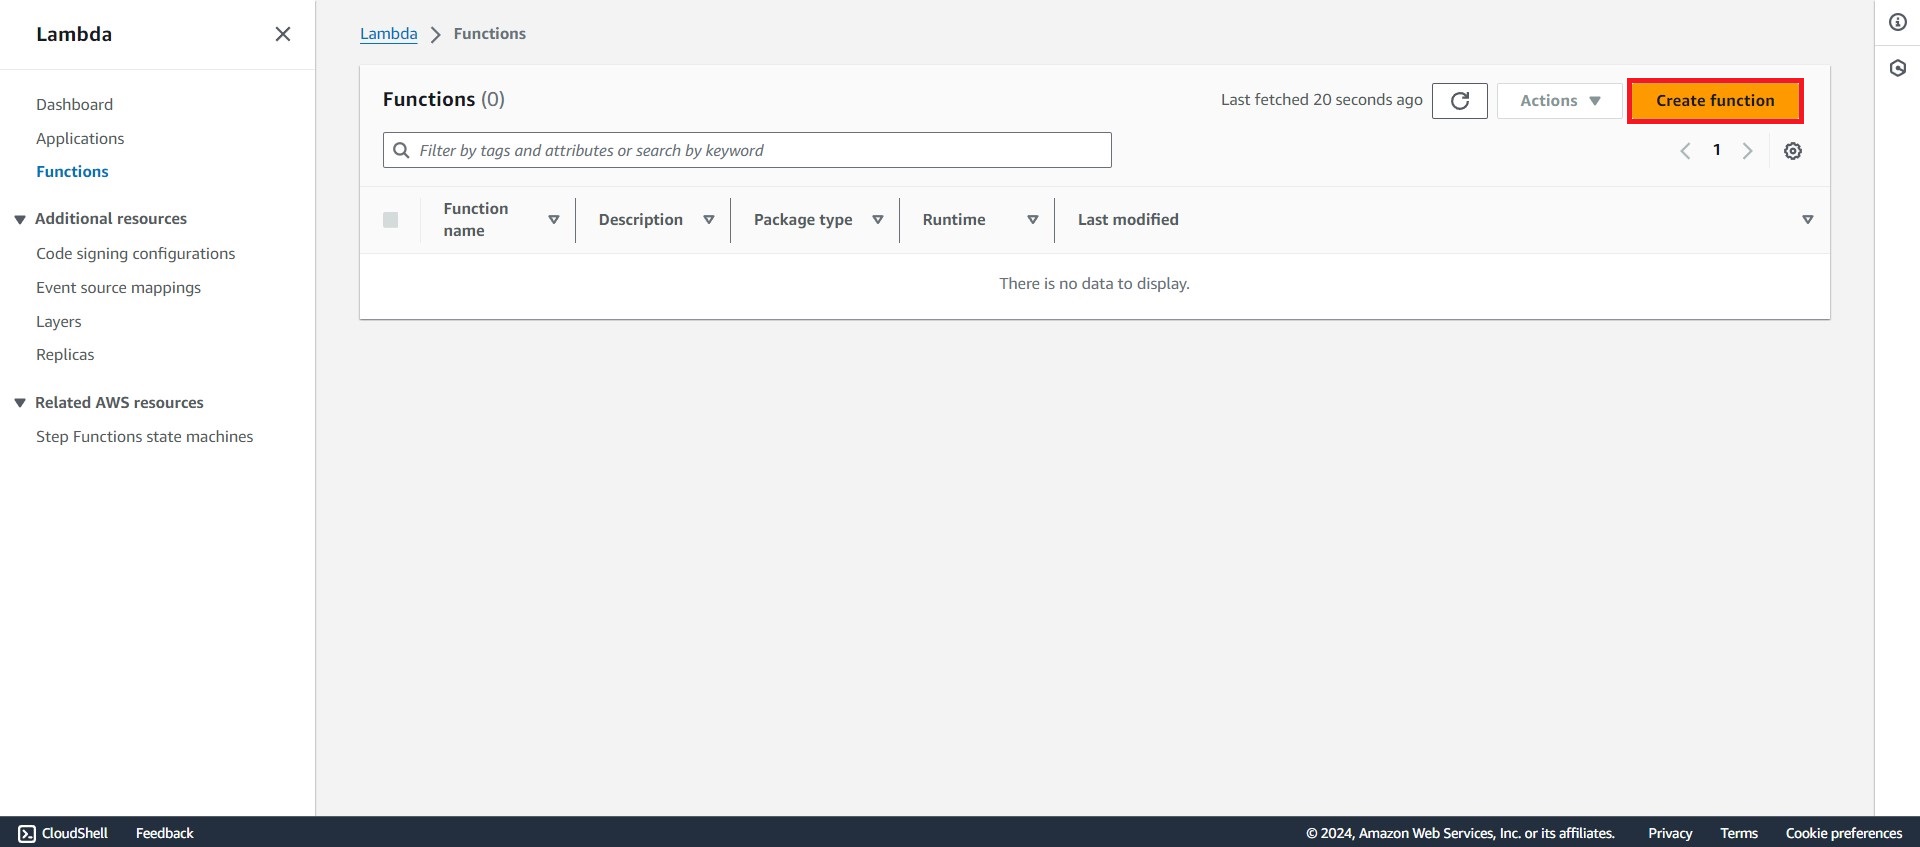 Lambda
Dashboard
Applications
Functions
Additional resources
Code signing configurations
Event source mappings
Layers
Replicas
Related AWS resources
Step Functions state machines
Lambda Functions
Functions (0)
Last fetched 20 seconds ago
Actions
Create function
Filter by tags and attributes or search by keyword
1
Function name
Description
Package type
Runtime
Last modified
There is no data to display.
CloudShell
Feedback
© 2024, Amazon Web Services, Inc. or its affiliates.
Privacy
Terms
Cookie preferences